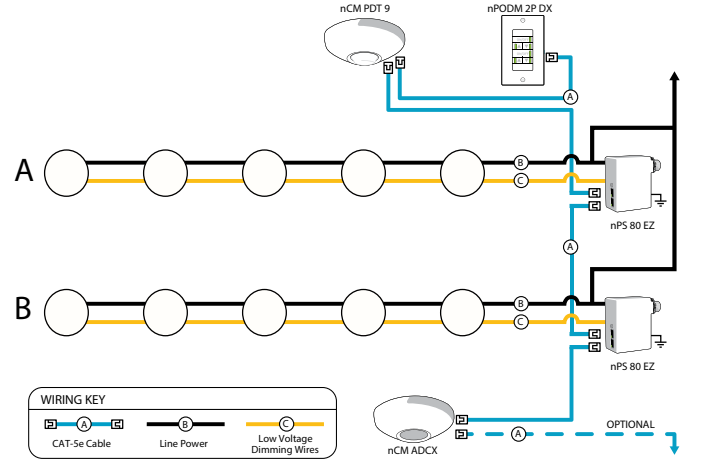 nCM PDT 9
nPODM 2P DX
A
A
B
C
nPS 80 EZ
A
B
B
C
nPS 80 EZ
WIRING KEY
A
B
C
CAT-5e Cable
Line Power
Low Voltage
Dimming Wires
nCM ADCX
A
OPTIONAL